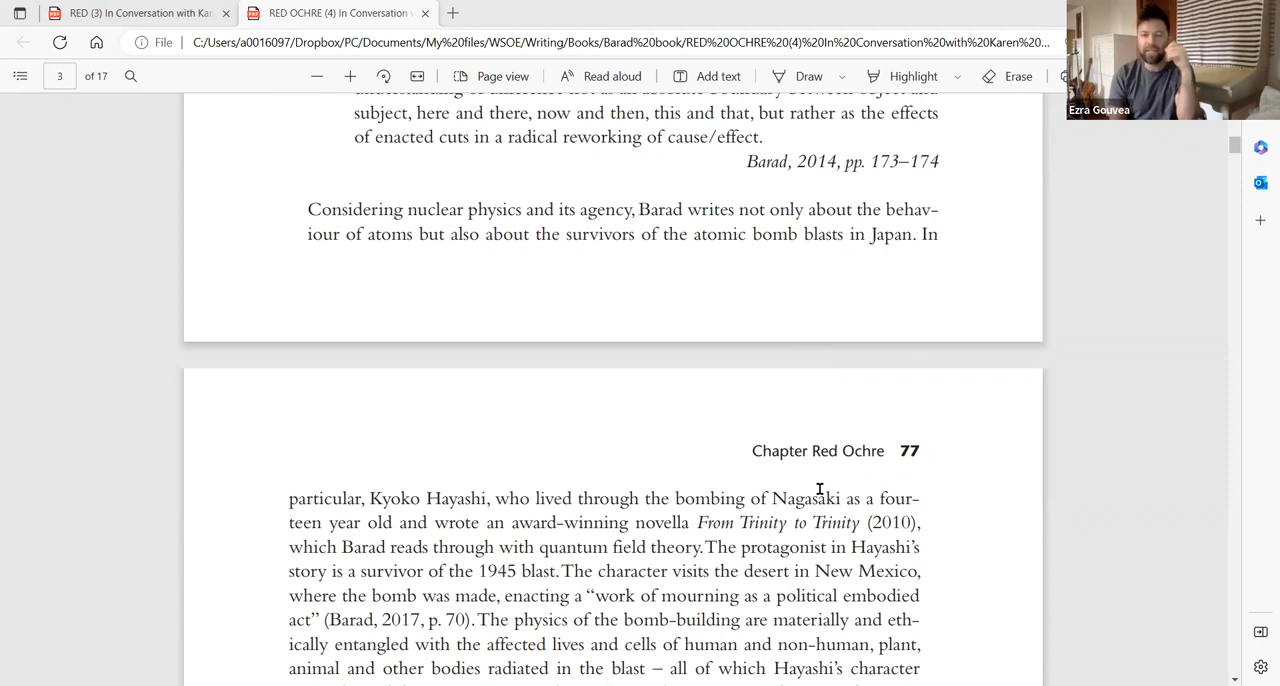 RED (3) In Conversation with Kar
RED OCHRE (4) In Conversation
File
C:/Users/a0016097/Dropbox/PC/Documents/My%20files/WSOE/Writing/Books/Barad%20book/RED%20OCHRE%20(4)%20In%20Conversation%20with%20Karen%20...
3 of 17
Page view
Read aloud
Add text
Draw
Highlight
Erase
Ezra Gouvea
understanding of difference not as an absolute boundary between object and
subject, here and there, now and then, this and that, but rather as the effects
of enacted cuts in a radical reworking of cause/effect.
Barad, 2014, pp. 173–174
Considering nuclear physics and its agency, Barad writes not only about the behav-
iour of atoms but also about the survivors of the atomic bomb blasts in Japan. In
Chapter Red Ochre 77
particular, Kyoko Hayashi, who lived through the bombing of Nagasaki as a four-
teen year old and wrote an award-winning novella From Trinity to Trinity (2010),
which Barad reads through with quantum field theory. The protagonist in Hayashi's
story is a survivor of the 1945 blast. The character visits the desert in New Mexico,
where the bomb was made, enacting a “work of mourning as a political embodied
act” (Barad, 2017, p. 70). The physics of the bomb-building are materially and eth-
ically entangled with the affected lives and cells of human and non-human, plant,
animal and other bodies radiated in the blast – all of which Hayashi's character